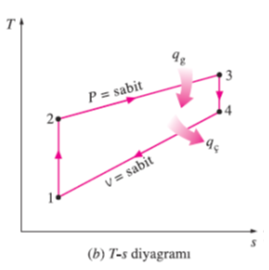 T
3
q_g
P = sabit
4
2
q_ç
v = sabit
1
s
(b) T-s diyagramı